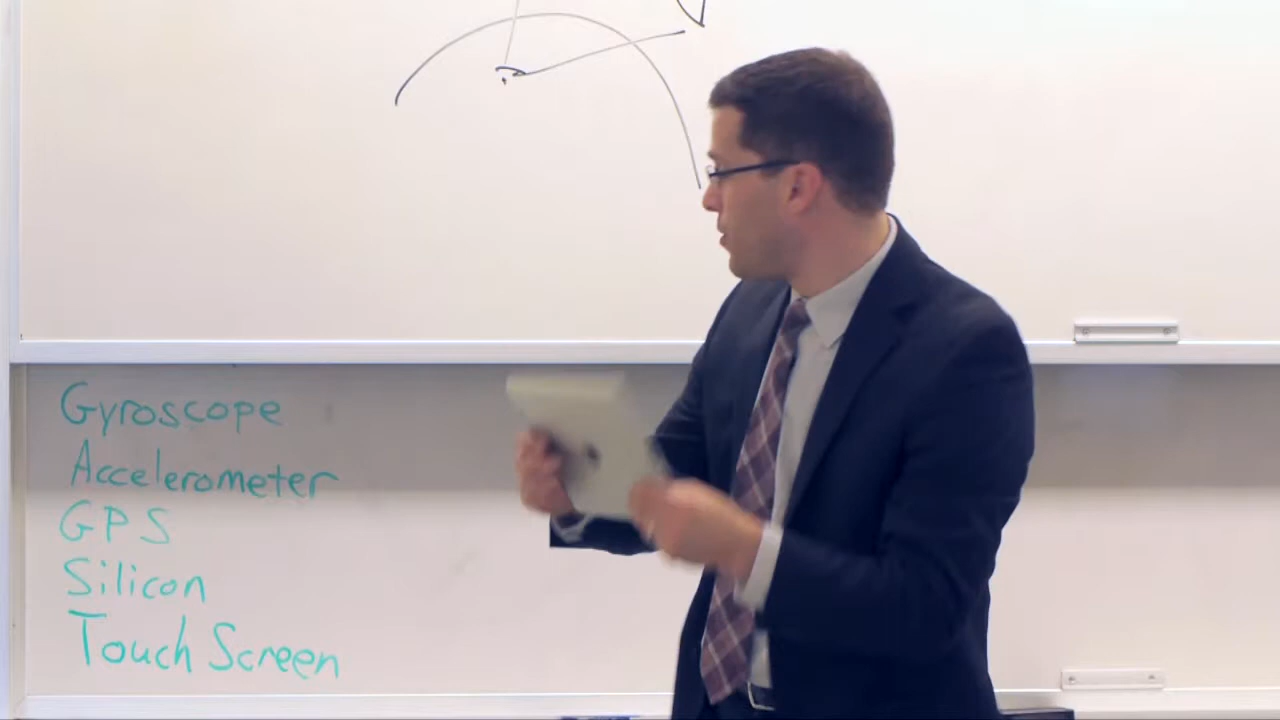 Gyroscope
Accelerometer
GPS
Silicon
Touch Screen